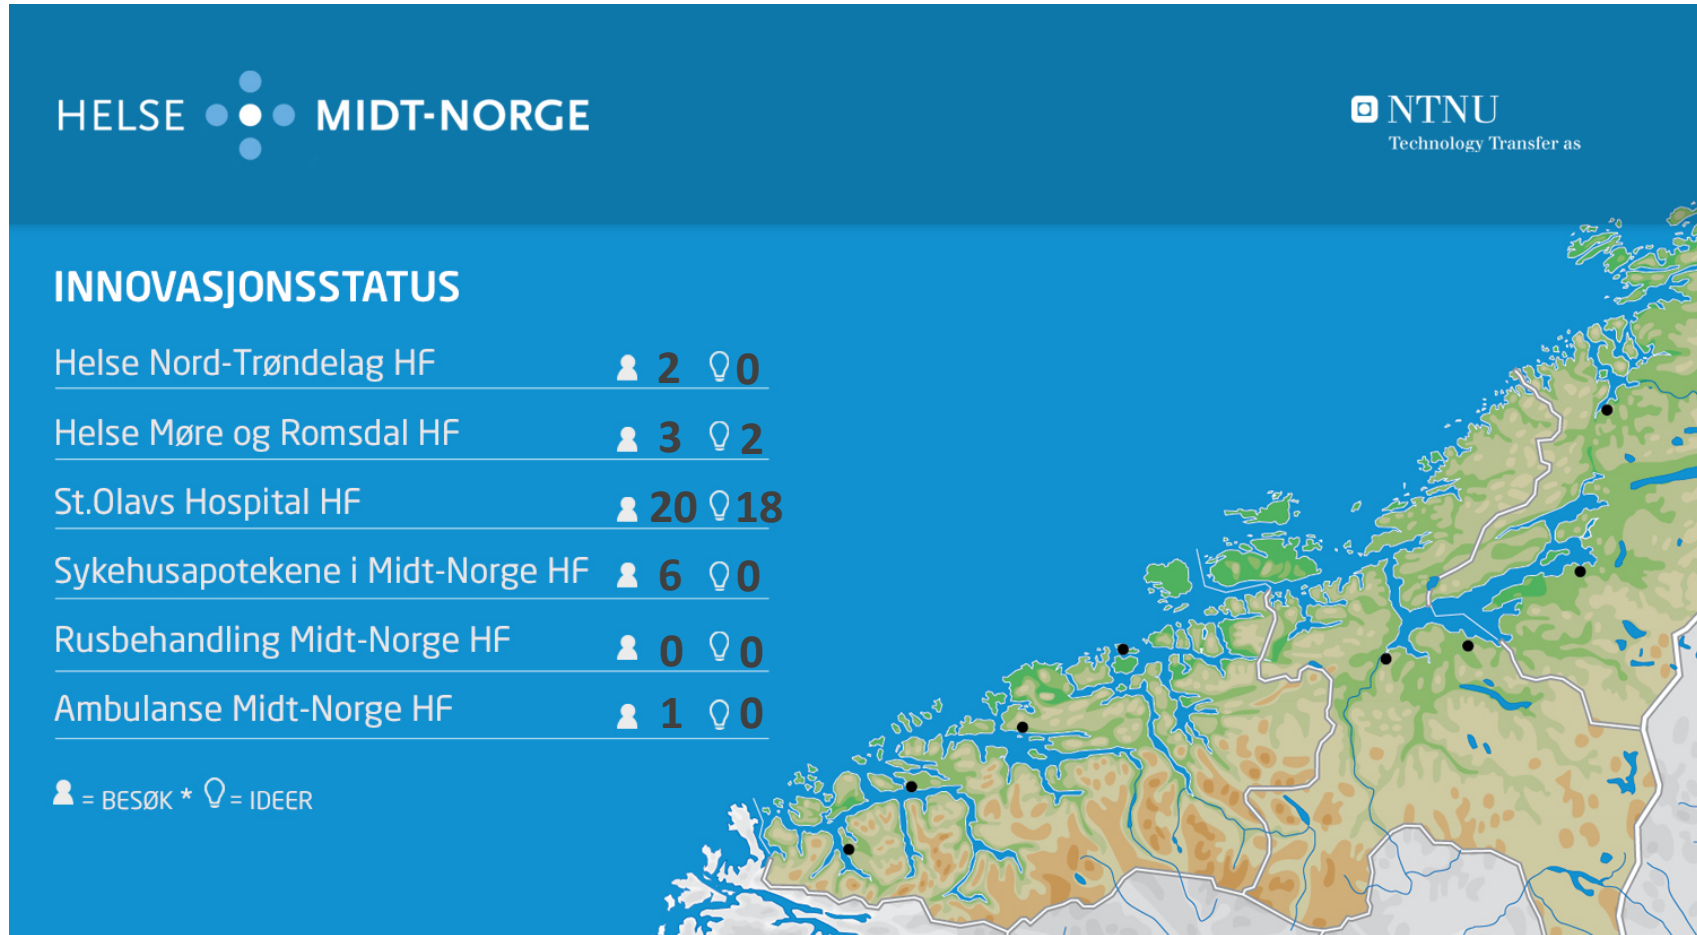 HELSE MIDT-NORGE
NTNU
Technology Transfer as
INNOVASJONSSTATUS
Helse Nord-Trøndelag HF 2 0
Helse Møre og Romsdal HF 3 2
St.Olavs Hospital HF 20 18
Sykehusapotekene i Midt-Norge HF 6 0
Rusbehandling Midt-Norge HF 0 0
Ambulanse Midt-Norge HF 1 0
= BESØK * = IDEER